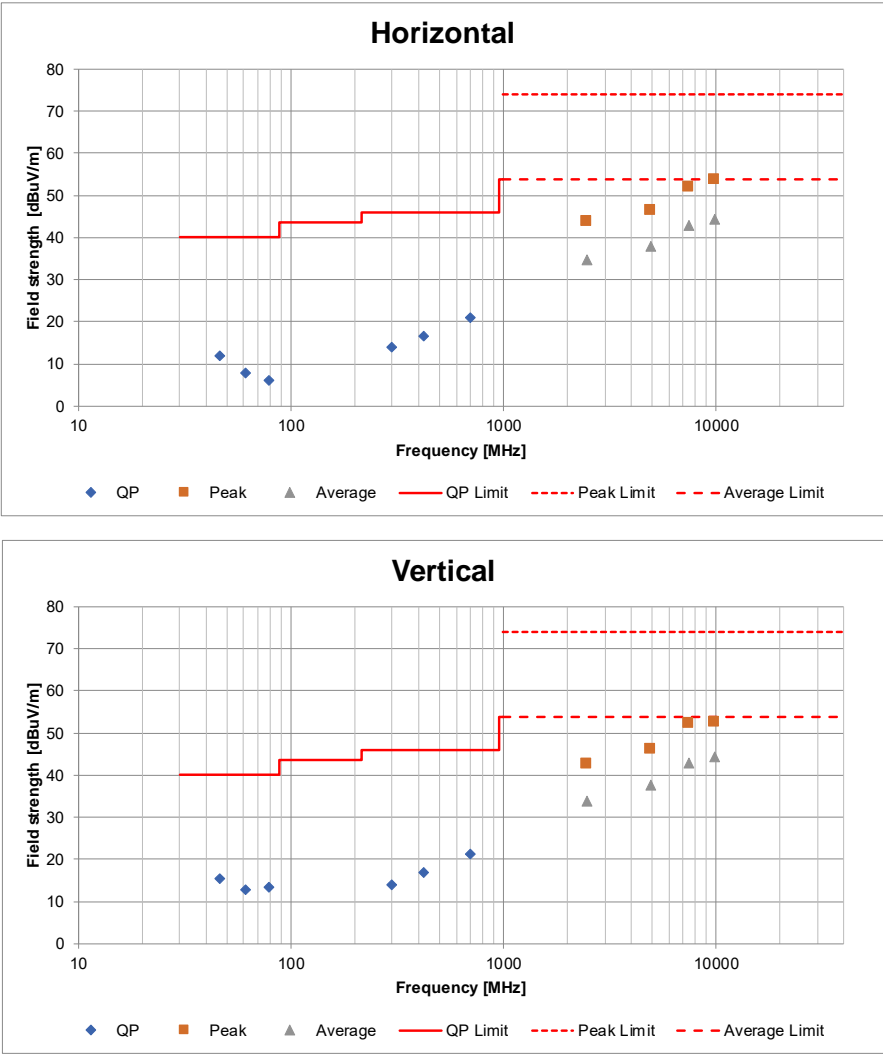 Horizontal
80
70
60
50
40
30
20
10
0
Field strength [dBuV/m]
10 100 1000 10000
Frequency [MHz]
QP Peak Average QP Limit Peak Limit Average Limit
Vertical
80
70
60
50
40
30
20
10
0
Field strength [dBuV/m]
10 100 1000 10000
Frequency [MHz]
QP Peak Average QP Limit Peak Limit Average Limit